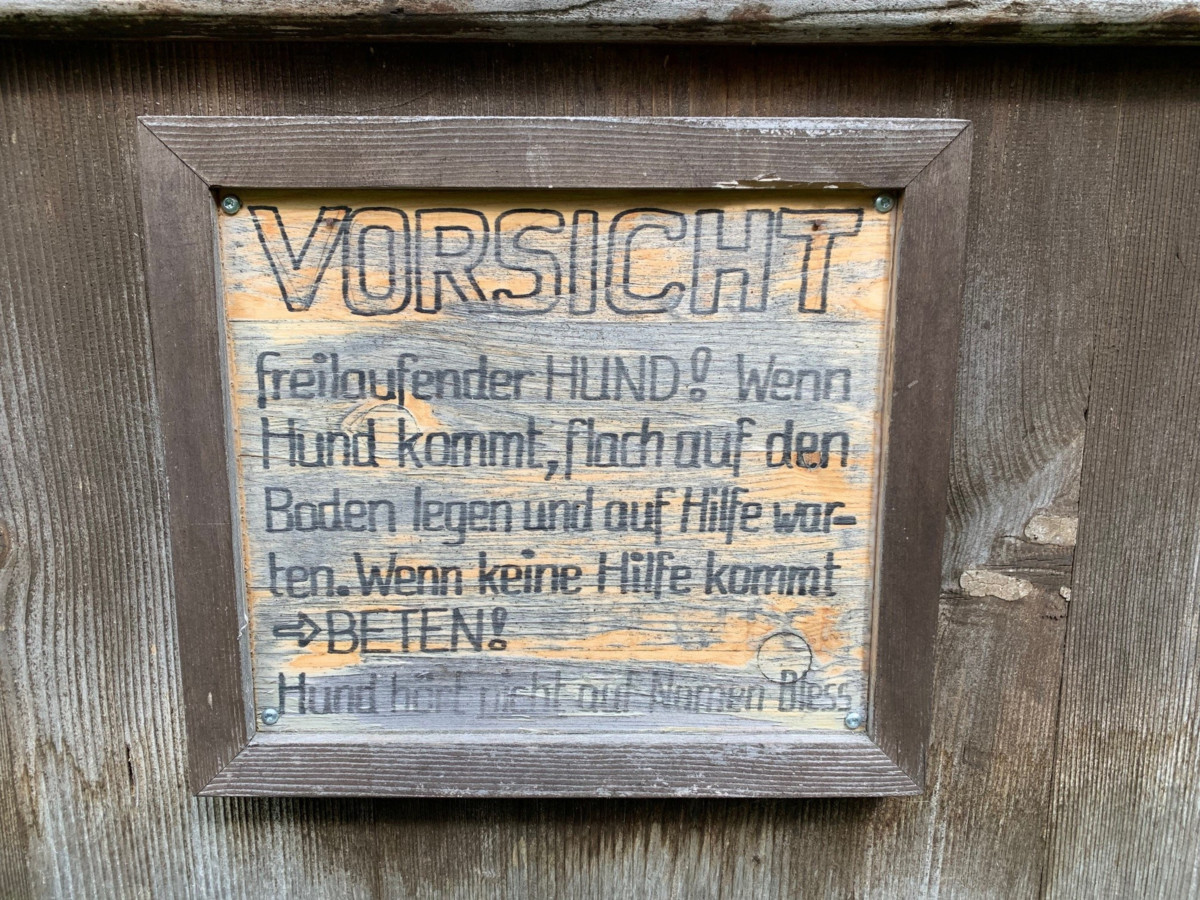 VORSICHT
freilaufender HUND! Wenn
Hund kommt, flach auf den
Boden legen und auf Hilfe war-
ten. Wenn keine Hilfe kommt
⇨ BETEN!
Hund hört nicht auf Namen Bless